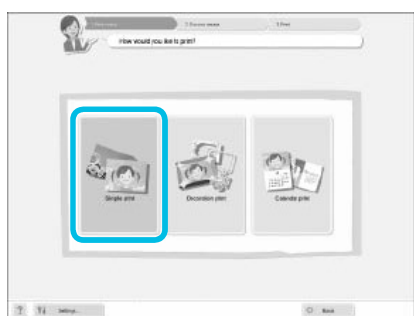 How would you like to print?
Simple print
Decoration print
Calendar print
?
Settings...
Back